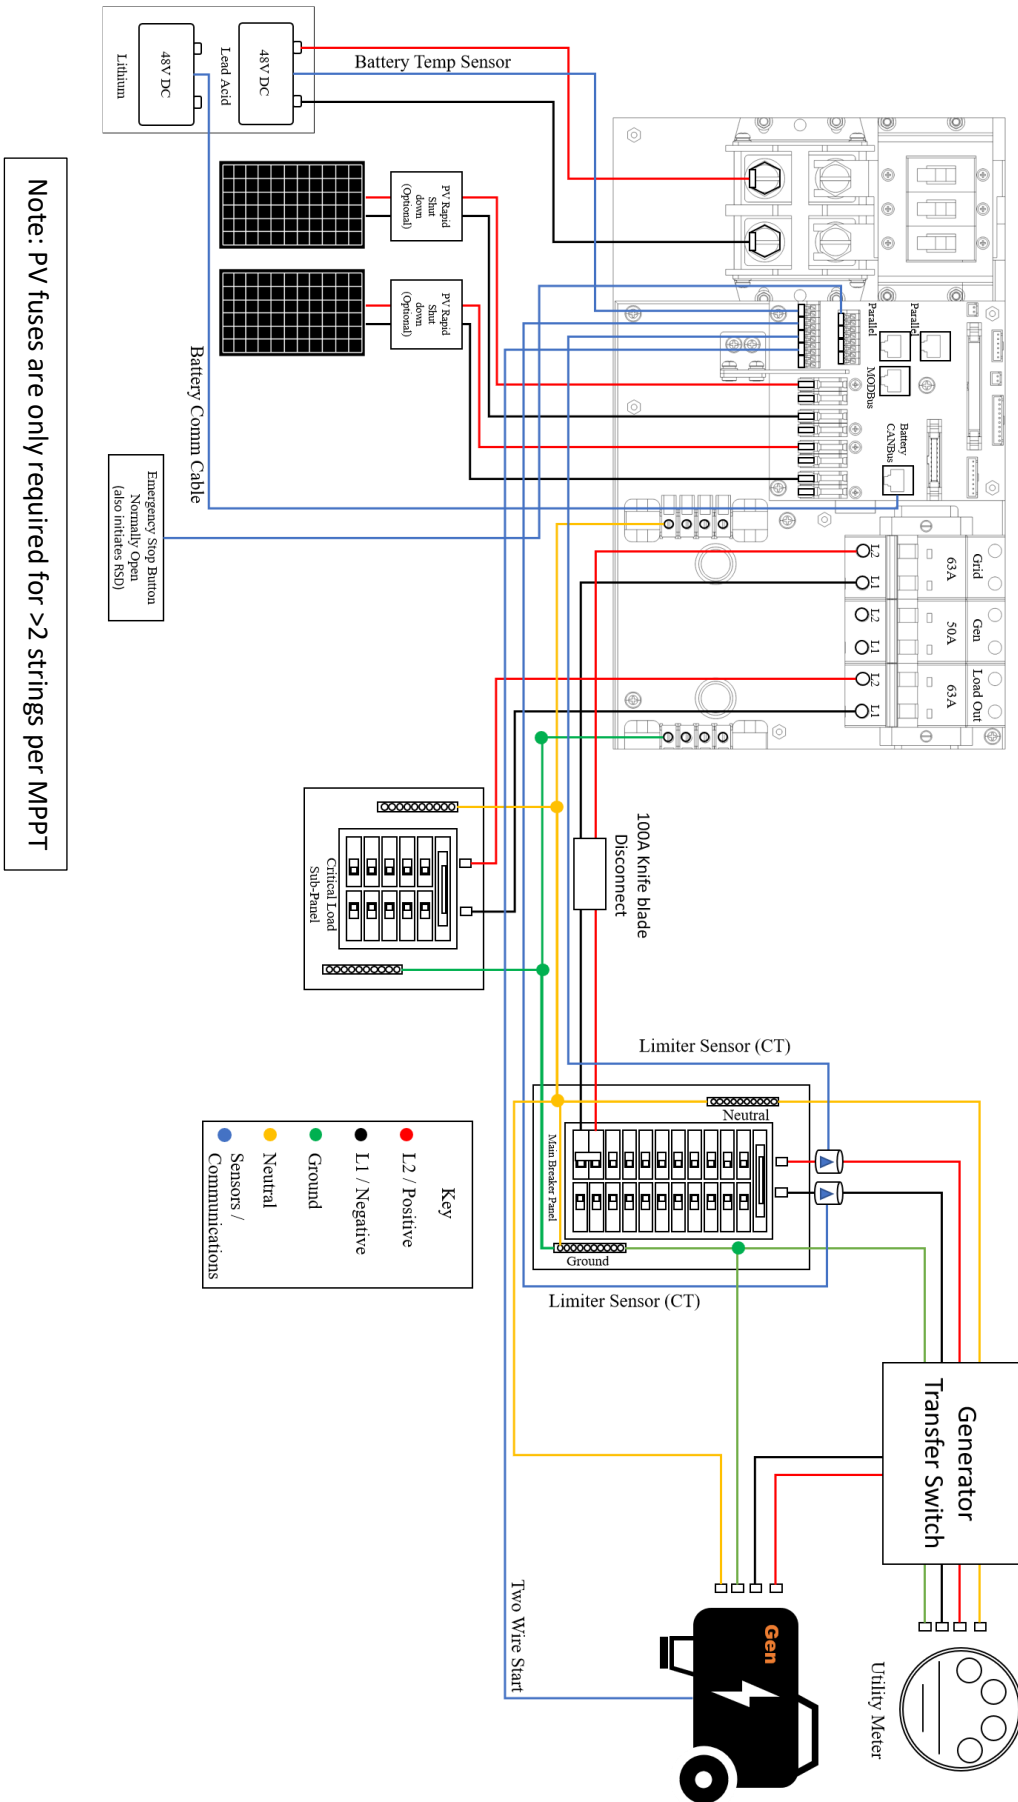 Battery Temp Sensor
48V DC
Lead Acid
48V DC
Lithium
PV Rapid
Shut
down
(Optional)
PV Rapid
Shut
down
(Optional)
Parallel
Parallel
MODBus
Battery
CANBus
Battery Comm Cable
Emergency Stop Button
Normally Open
(also initiates RSD)
Note: PV fuses are only required for >2 strings per MPPT
L2
L1
63A
Grid
L2
L1
50A
Gen
L2
L1
63A
Load Out
100A Knife blade
Disconnect
Critical Load
Sub-Panel
Limiter Sensor (CT)
Neutral
Main Breaker Panel
Ground
Limiter Sensor (CT)
Key
L2 / Positive
L1 / Negative
Ground
Neutral
Sensors /
Communications
Generator
Transfer Switch
Two Wire Start
Gen
Utility Meter